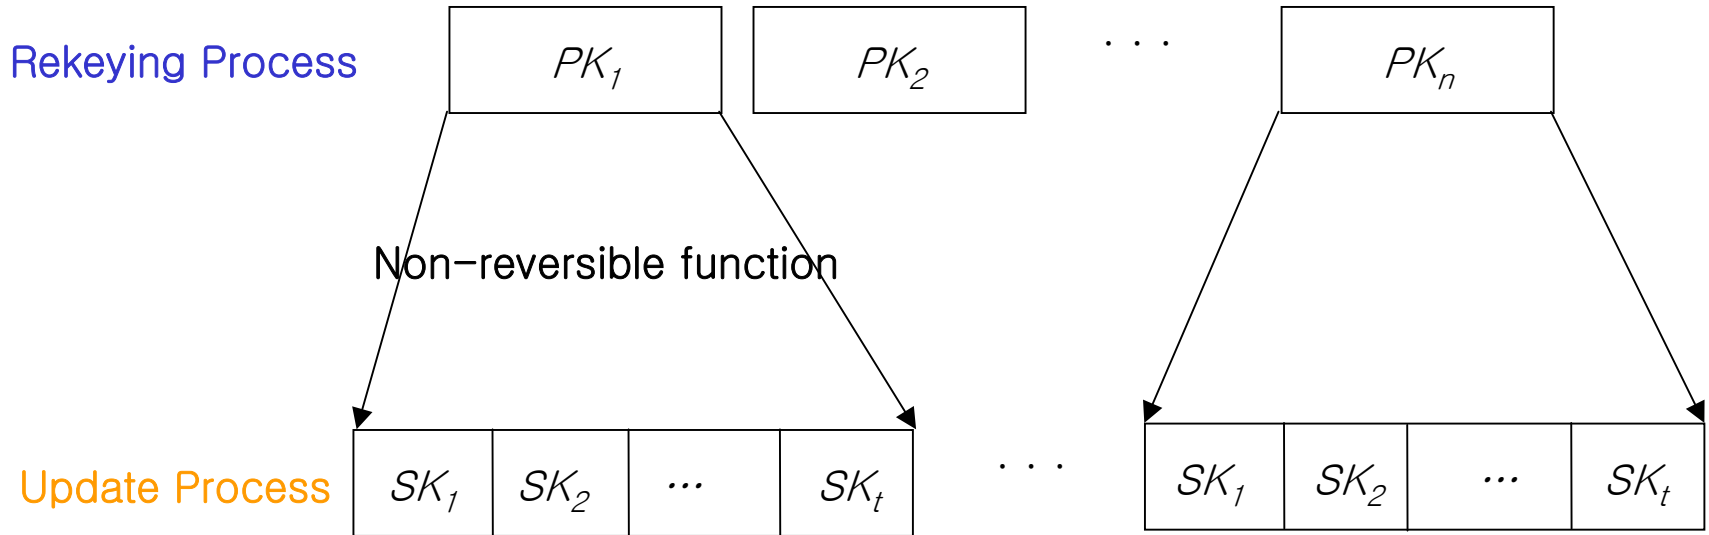 Rekeying Process PK1 PK2 . . . PKn
Non-reversible function
Update Process SK1 SK2 ... SKt . . . SK1 SK2 ... SKt